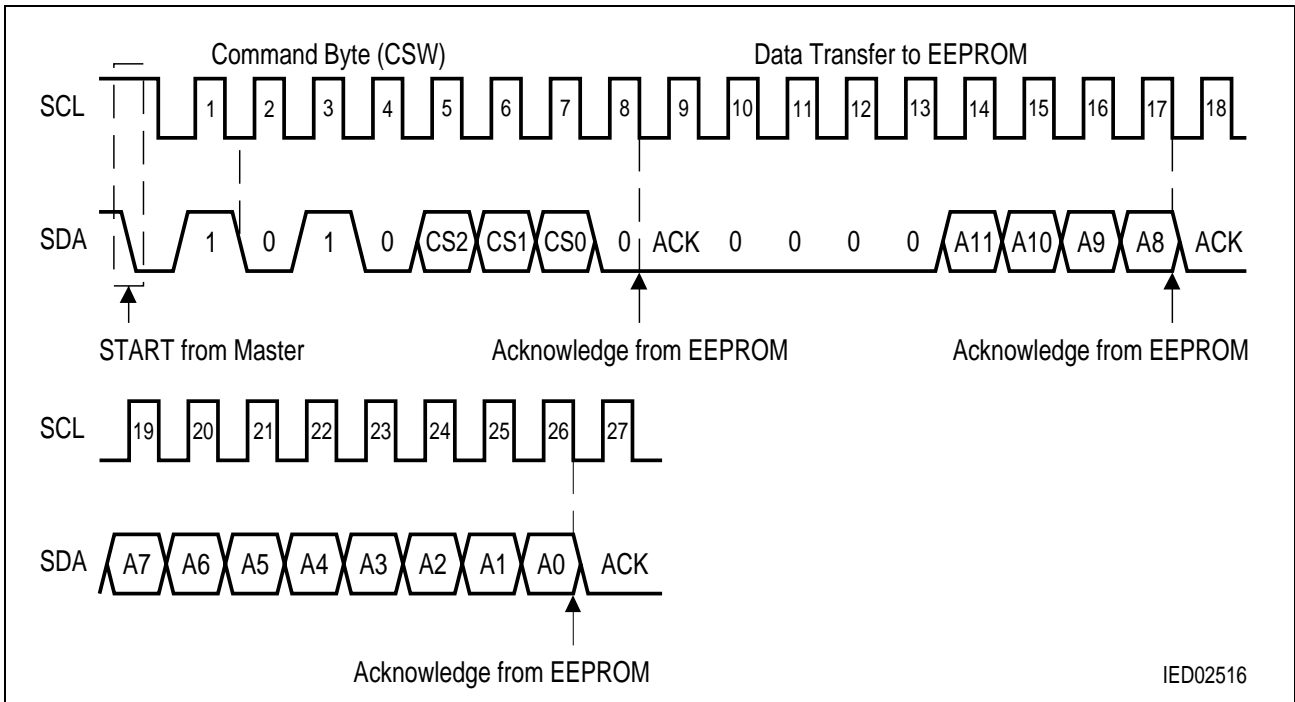 Command Byte (CSW) Data Transfer to EEPROM
SCL 1 2 3 4 5 6 7 8 9 10 11 12 13 14 15 16 17 18
SDA 1 0 1 0 CS2 CS1 CS0 0 ACK 0 0 0 0 A11 A10 A9 A8 ACK
START from Master Acknowledge from EEPROM Acknowledge from EEPROM
SCL 19 20 21 22 23 24 25 26 27
SDA A7 A6 A5 A4 A3 A2 A1 A0 ACK
Acknowledge from EEPROM IED02516